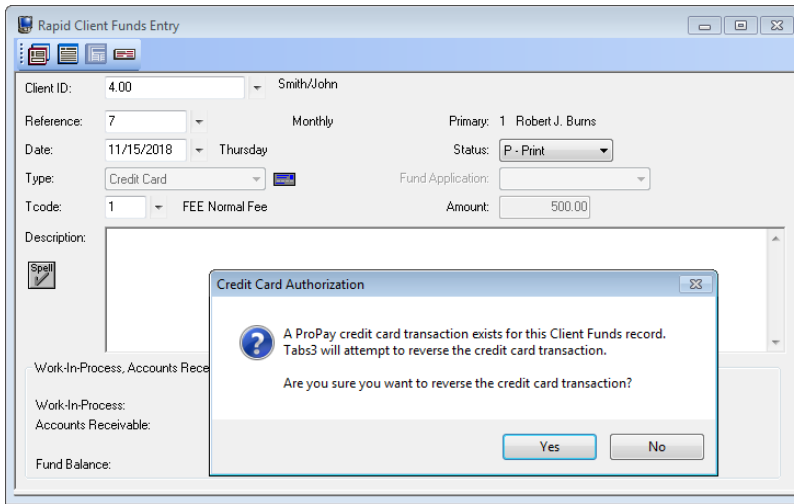 Rapid Client Funds Entry
Client ID: 4.00 Smith/John
Reference: 7 Monthly Primary: 1 Robert J. Burns
Date: 11/15/2018 Thursday Status: P - Print
Type: Credit Card Fund Application:
Tcode: 1 FEE Normal Fee Amount: 500.00
Description:
Spell
Credit Card Authorization
A ProPay credit card transaction exists for this Client Funds record.
Tabs3 will attempt to reverse the credit card transaction.
Are you sure you want to reverse the credit card transaction?
Yes No
Work-In-Process, Accounts Rece
Work-In-Process:
Accounts Receivable:
Fund Balance: